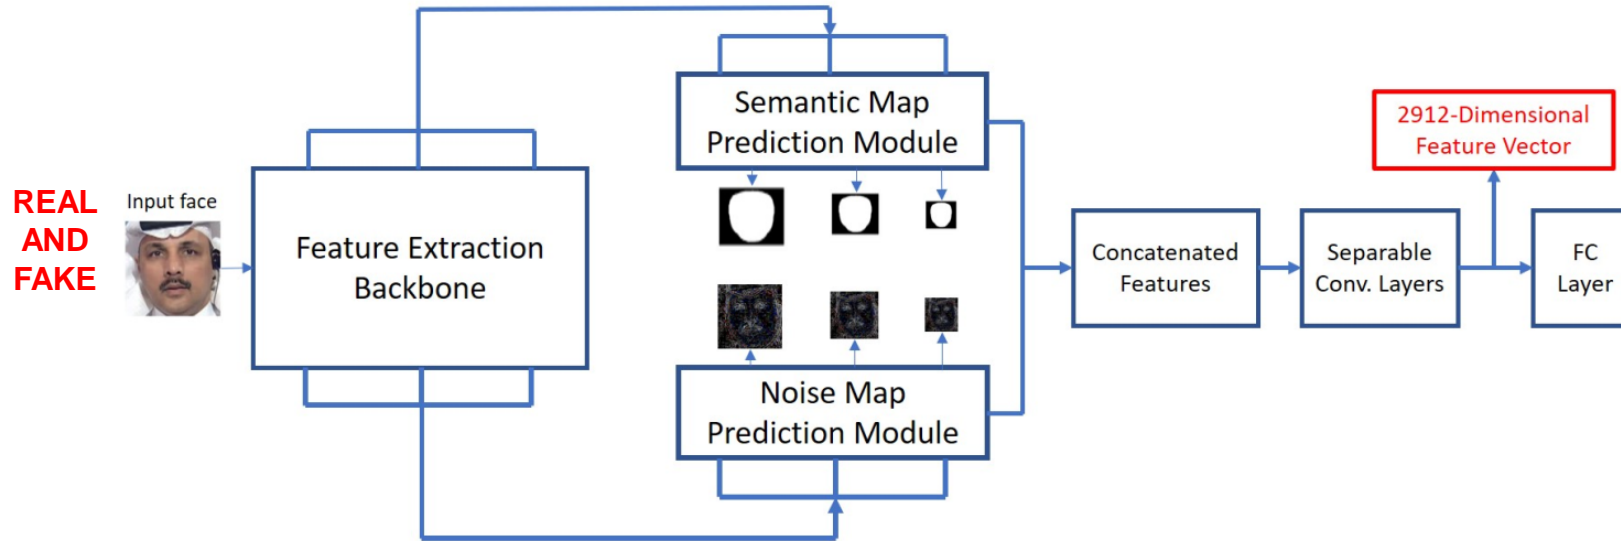 REAL
AND
FAKE
Input face
Feature Extraction
Backbone
Semantic Map
Prediction Module
Noise Map
Prediction Module
Concatenated
Features
Separable
Conv. Layers
2912-Dimensional
Feature Vector
FC
Layer